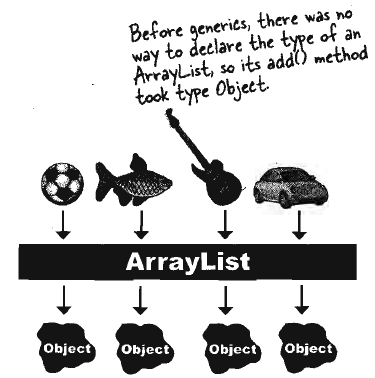 Before generics, there was no
way to declare the type of an
ArrayList, so its add() method
took type Object.
ArrayList
Object Object Object Object